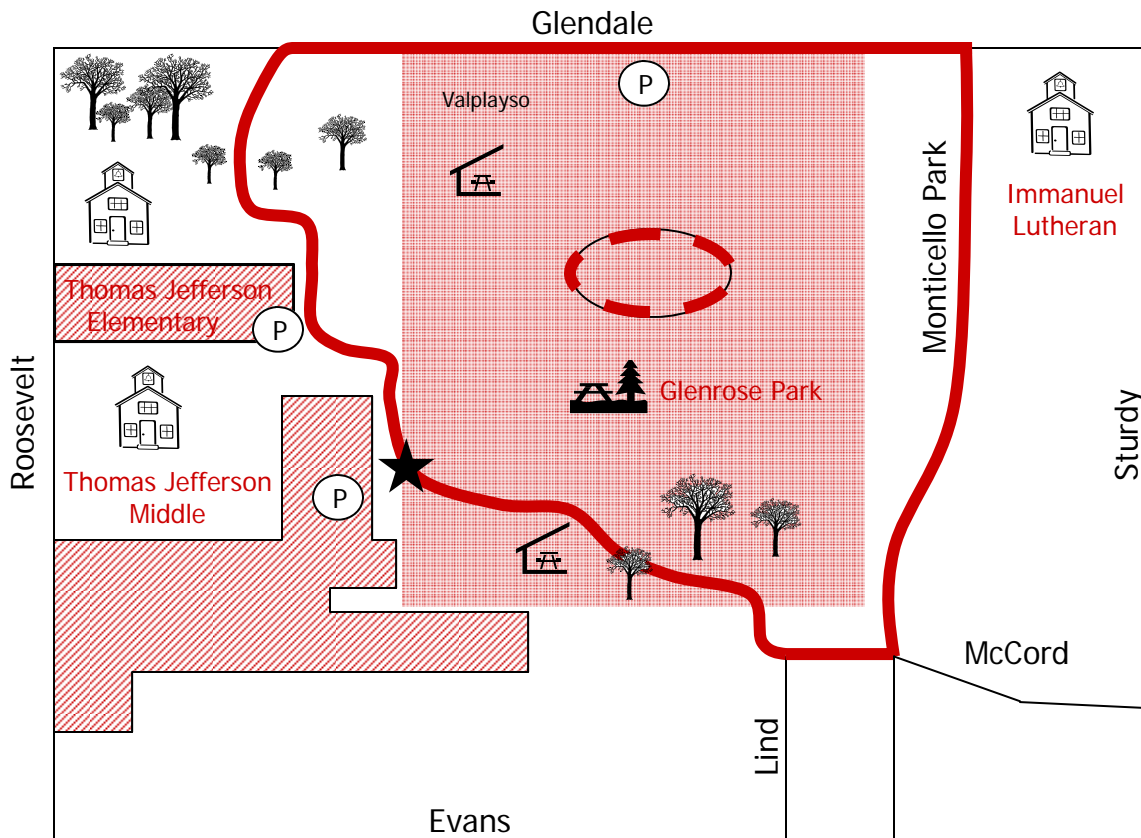 Glendale
P
Valplayso
Immanuel
Lutheran
Monticello Park
Thomas Jefferson
Elementary
P
Glenrose Park
Roosevelt
Sturdy
Thomas Jefferson
Middle
P
McCord
Lind
Evans